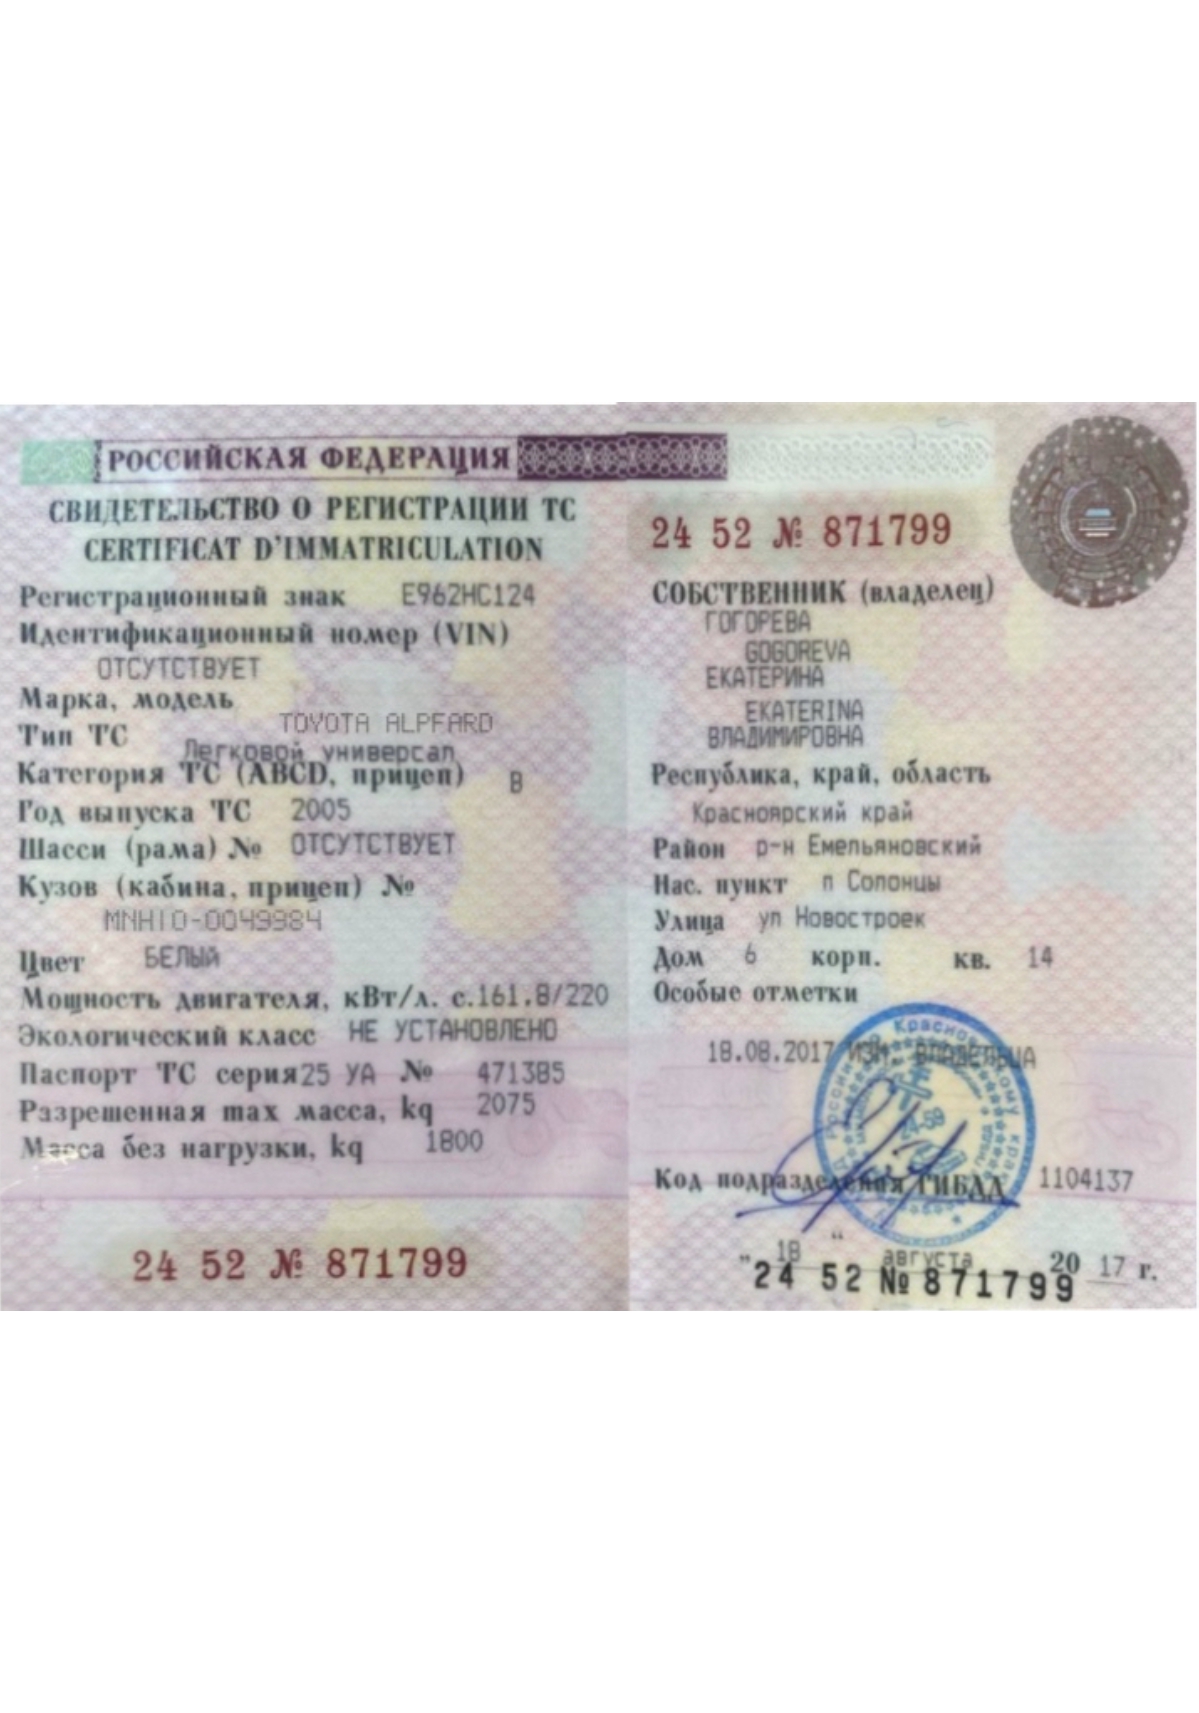 РОССИЙСКАЯ ФЕДЕРАЦИЯ
СВИДЕТЕЛЬСТВО О РЕГИСТРАЦИИ ТС
CERTIFICAT D'IMMATRICULATION
Регистрационный знак Е962НС124
Идентификационный номер (VIN)
ОТСУТСТВУЕТ
Марка, модель
TOYOTA ALPFARD
Тип ТС
Легковой универсал
Категория ТС (ABCD, прицеп) B
Год выпуска ТС 2005
Шасси (рама) № ОТСУТСТВУЕТ
Кузов (кабина, прицеп) №
MNH10-0049984
Цвет БЕЛЫЙ
Мощность двигателя, кВт/л. с. 161.8/220
Экологический класс НЕ УСТАНОВЛЕНО
Паспорт ТС серия 25 УА № 471385
Разрешенная max масса, kg 2075
Масса без нагрузки, kg 1800
24 52 № 871799
24 52 № 871799
СОБСТВЕННИК (владелец)
ГОГОРЕВА
GOGOREVA
ЕКАТЕРИНА
EKATERINA
ВЛАДИМИРОВНА
Республика, край, область
Красноярский край
Район р-н Емельяновский
Нас. пункт п Солонцы
Улица ул Новостроек
Дом 6 корп. кв. 14
Особые отметки
18.08.2017 ИЗМ. ВЛАДЕЛЬЦА
24-59
Код подразделения ГИБДД 1104137
" 18 " августа 20 17 г.
24 52 № 871799